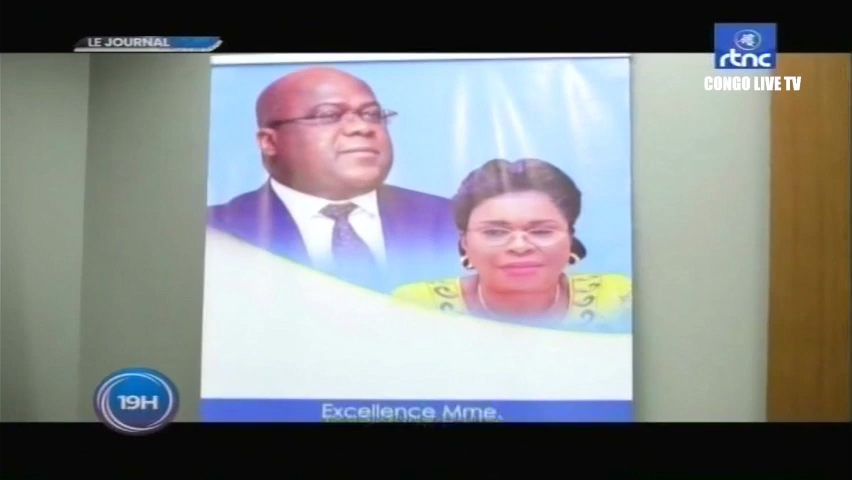 LE JOURNAL
rtnc
CONGO LIVE TV
19H
Excellence Mme.